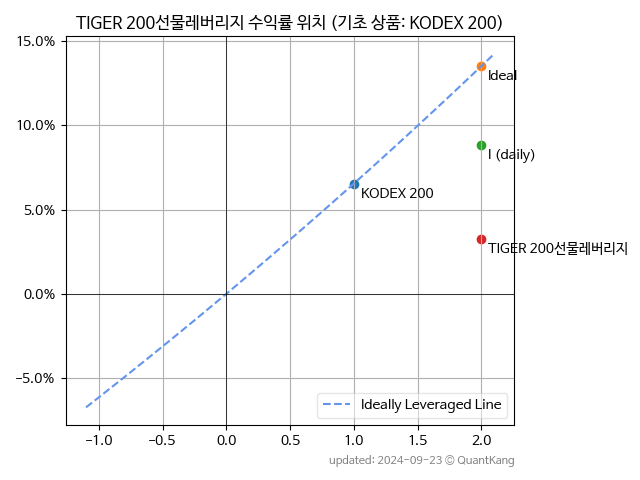 TIGER 200선물레버리지 수익률 위치 (기초 상품: KODEX 200)
15.0%
10.0%
5.0%
0.0%
−5.0%
Ideal
I (daily)
KODEX 200
TIGER 200선물레버리지
Ideally Leveraged Line
−1.0 −0.5 0.0 0.5 1.0 1.5 2.0
updated: 2024-09-23 © QuantKang